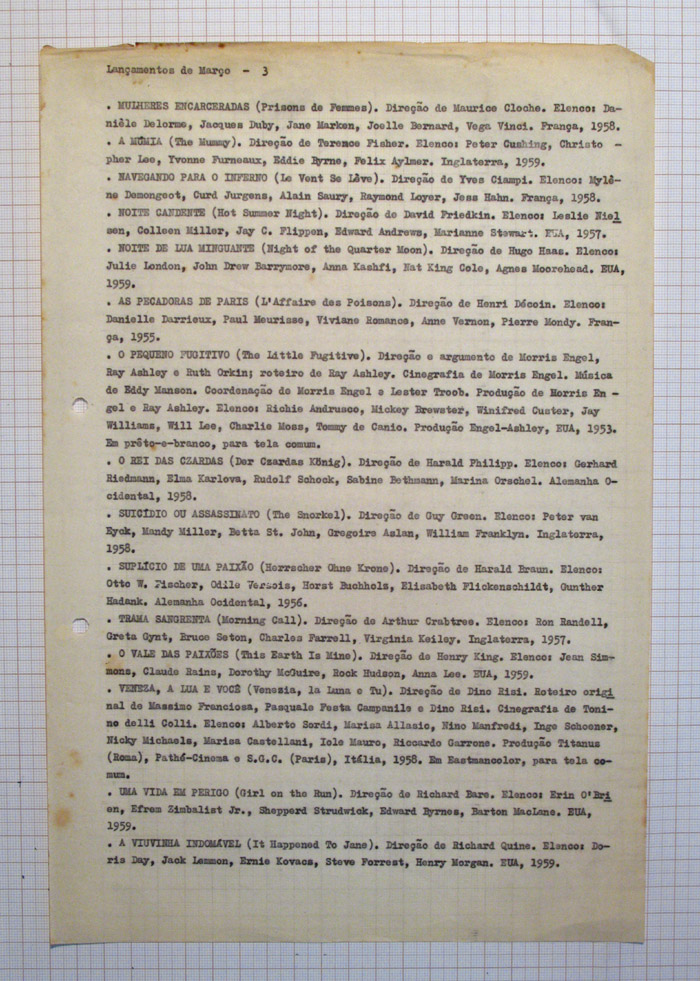 Lançamentos de Março - 3
. MULHERES ENCARCERADAS (Prisons de Femmes). Direção de Maurice Cloche. Elenco: Da-
nièle Delorme, Jacques Duby, Jane Marken, Joelle Bernard, Vega Vinci. França, 1958.
. A MÚMIA (The Mummy). Direção de Terence Fisher. Elenco: Peter Cushing, Christo -
pher Lee, Yvonne Furneaux, Eddie Byrne, Felix Aylmer. Inglaterra, 1959.
. NAVEGANDO PARA O INFERNO (Le Vent Se Lève). Direção de Yves Ciampi. Elenco: Mylè-
ne Demongeot, Curd Jurgens, Alain Saury, Raymond Loyer, Jess Hahn. França, 1958.
. NOITE CANDENTE (Hot Summer Night). Direção de David Friedkin. Elenco: Leslie Niel
sen, Colleen Miller, Jay C. Flippen, Edward Andrews, Marianne Stewart. EUA, 1957.
. NOITE DE LUA MINGUANTE (Night of the Quarter Moon). Direção de Hugo Haas. Elenco:
Julie London, John Drew Barrymore, Anna Kashfi, Nat King Cole, Agnes Moorehead. EUA,
1959.
. AS PECADORAS DE PARIS (L'Affaire des Poisons). Direção de Henri Décoin. Elenco:
Danielle Darrieux, Paul Meurisse, Viviane Romance, Anne Vernon, Pierre Mondy. Fran-
ça, 1955.
. O PEQUENO FUGITIVO (The Little Fugitive). Direção e argumento de Morris Engel,
Ray Ashley e Ruth Orkin; roteiro de Ray Ashley. Cinegrafia de Morris Engel. Música
de Eddy Manson. Coordenação de Morris Engel e Lester Troob. Produção de Morris En -
gel e Ray Ashley. Elenco: Richie Andrusco, Mickey Brewster, Winifred Custer, Jay
Williams, Will Lee, Charlie Moss, Tommy de Canio. Produção Engel-Ashley, EUA, 1953.
Em prêto-e-branco, para tela comum.
. O REI DAS CZARDAS (Der Czardas König). Direção de Harald Philipp. Elenco: Gerhard
Riedmann, Elma Karlova, Rudolf Schock, Sabine Bethmann, Marina Orschel. Alemanha O-
cidental, 1958.
. SUICÍDIO OU ASSASSINATO (The Snorkel). Direção de Guy Green. Elenco: Peter van
Eyck, Mandy Miller, Betta St. John, Gregoire Aslan, William Franklyn. Inglaterra,
1958.
. SUPLÍCIO DE UMA PAIXÃO (Herrscher Ohne Krone). Direção de Harald Braun. Elenco:
Otto W. Fischer, Odile Versois, Horst Buchholz, Elisabeth Flickenschildt, Gunther
Hadank. Alemanha Ocidental, 1956.
. TRAMA SANGRENTA (Morning Call). Direção de Arthur Crabtree. Elenco: Ron Randell,
Greta Gynt, Bruce Seton, Charles Farrell, Virginia Keiley. Inglaterra, 1957.
. O VALE DAS PAIXÕES (This Earth Is Mine). Direção de Henry King. Elenco: Jean Sim-
mons, Claude Rains, Dorothy McGuire, Rock Hudson, Anna Lee. EUA, 1959.
. VENEZA, A LUA E VOCÊ (Venezia, la Luna e Tu). Direção de Dino Risi. Roteiro origi
nal de Massimo Franciosa, Pasquale Festa Campanile e Dino Risi. Cinegrafia de Toni-
no delli Colli. Elenco: Alberto Sordi, Marisa Allasio, Nino Manfredi, Inge Schoener,
Nicky Michaels, Marisa Castellani, Iole Mauro, Riccardo Garrone. Produção Titanus
(Roma), Pathé-Cinema e S.G.C. (Paris), Itália, 1958. Em Eastmancolor, para tela co-
mum.
. UMA VIDA EM PERIGO (Girl on the Run). Direção de Richard Bare. Elenco: Erin O'Bri
en, Efrem Zimbalist Jr., Shepperd Strudwick, Edward Byrnes, Barton MacLane. EUA,
1959.
. A VIUVINHA INDOMÁVEL (It Happened To Jane). Direção de Richard Quine. Elenco: Do-
ris Day, Jack Lemmon, Ernie Kovacs, Steve Forrest, Henry Morgan. EUA, 1959.